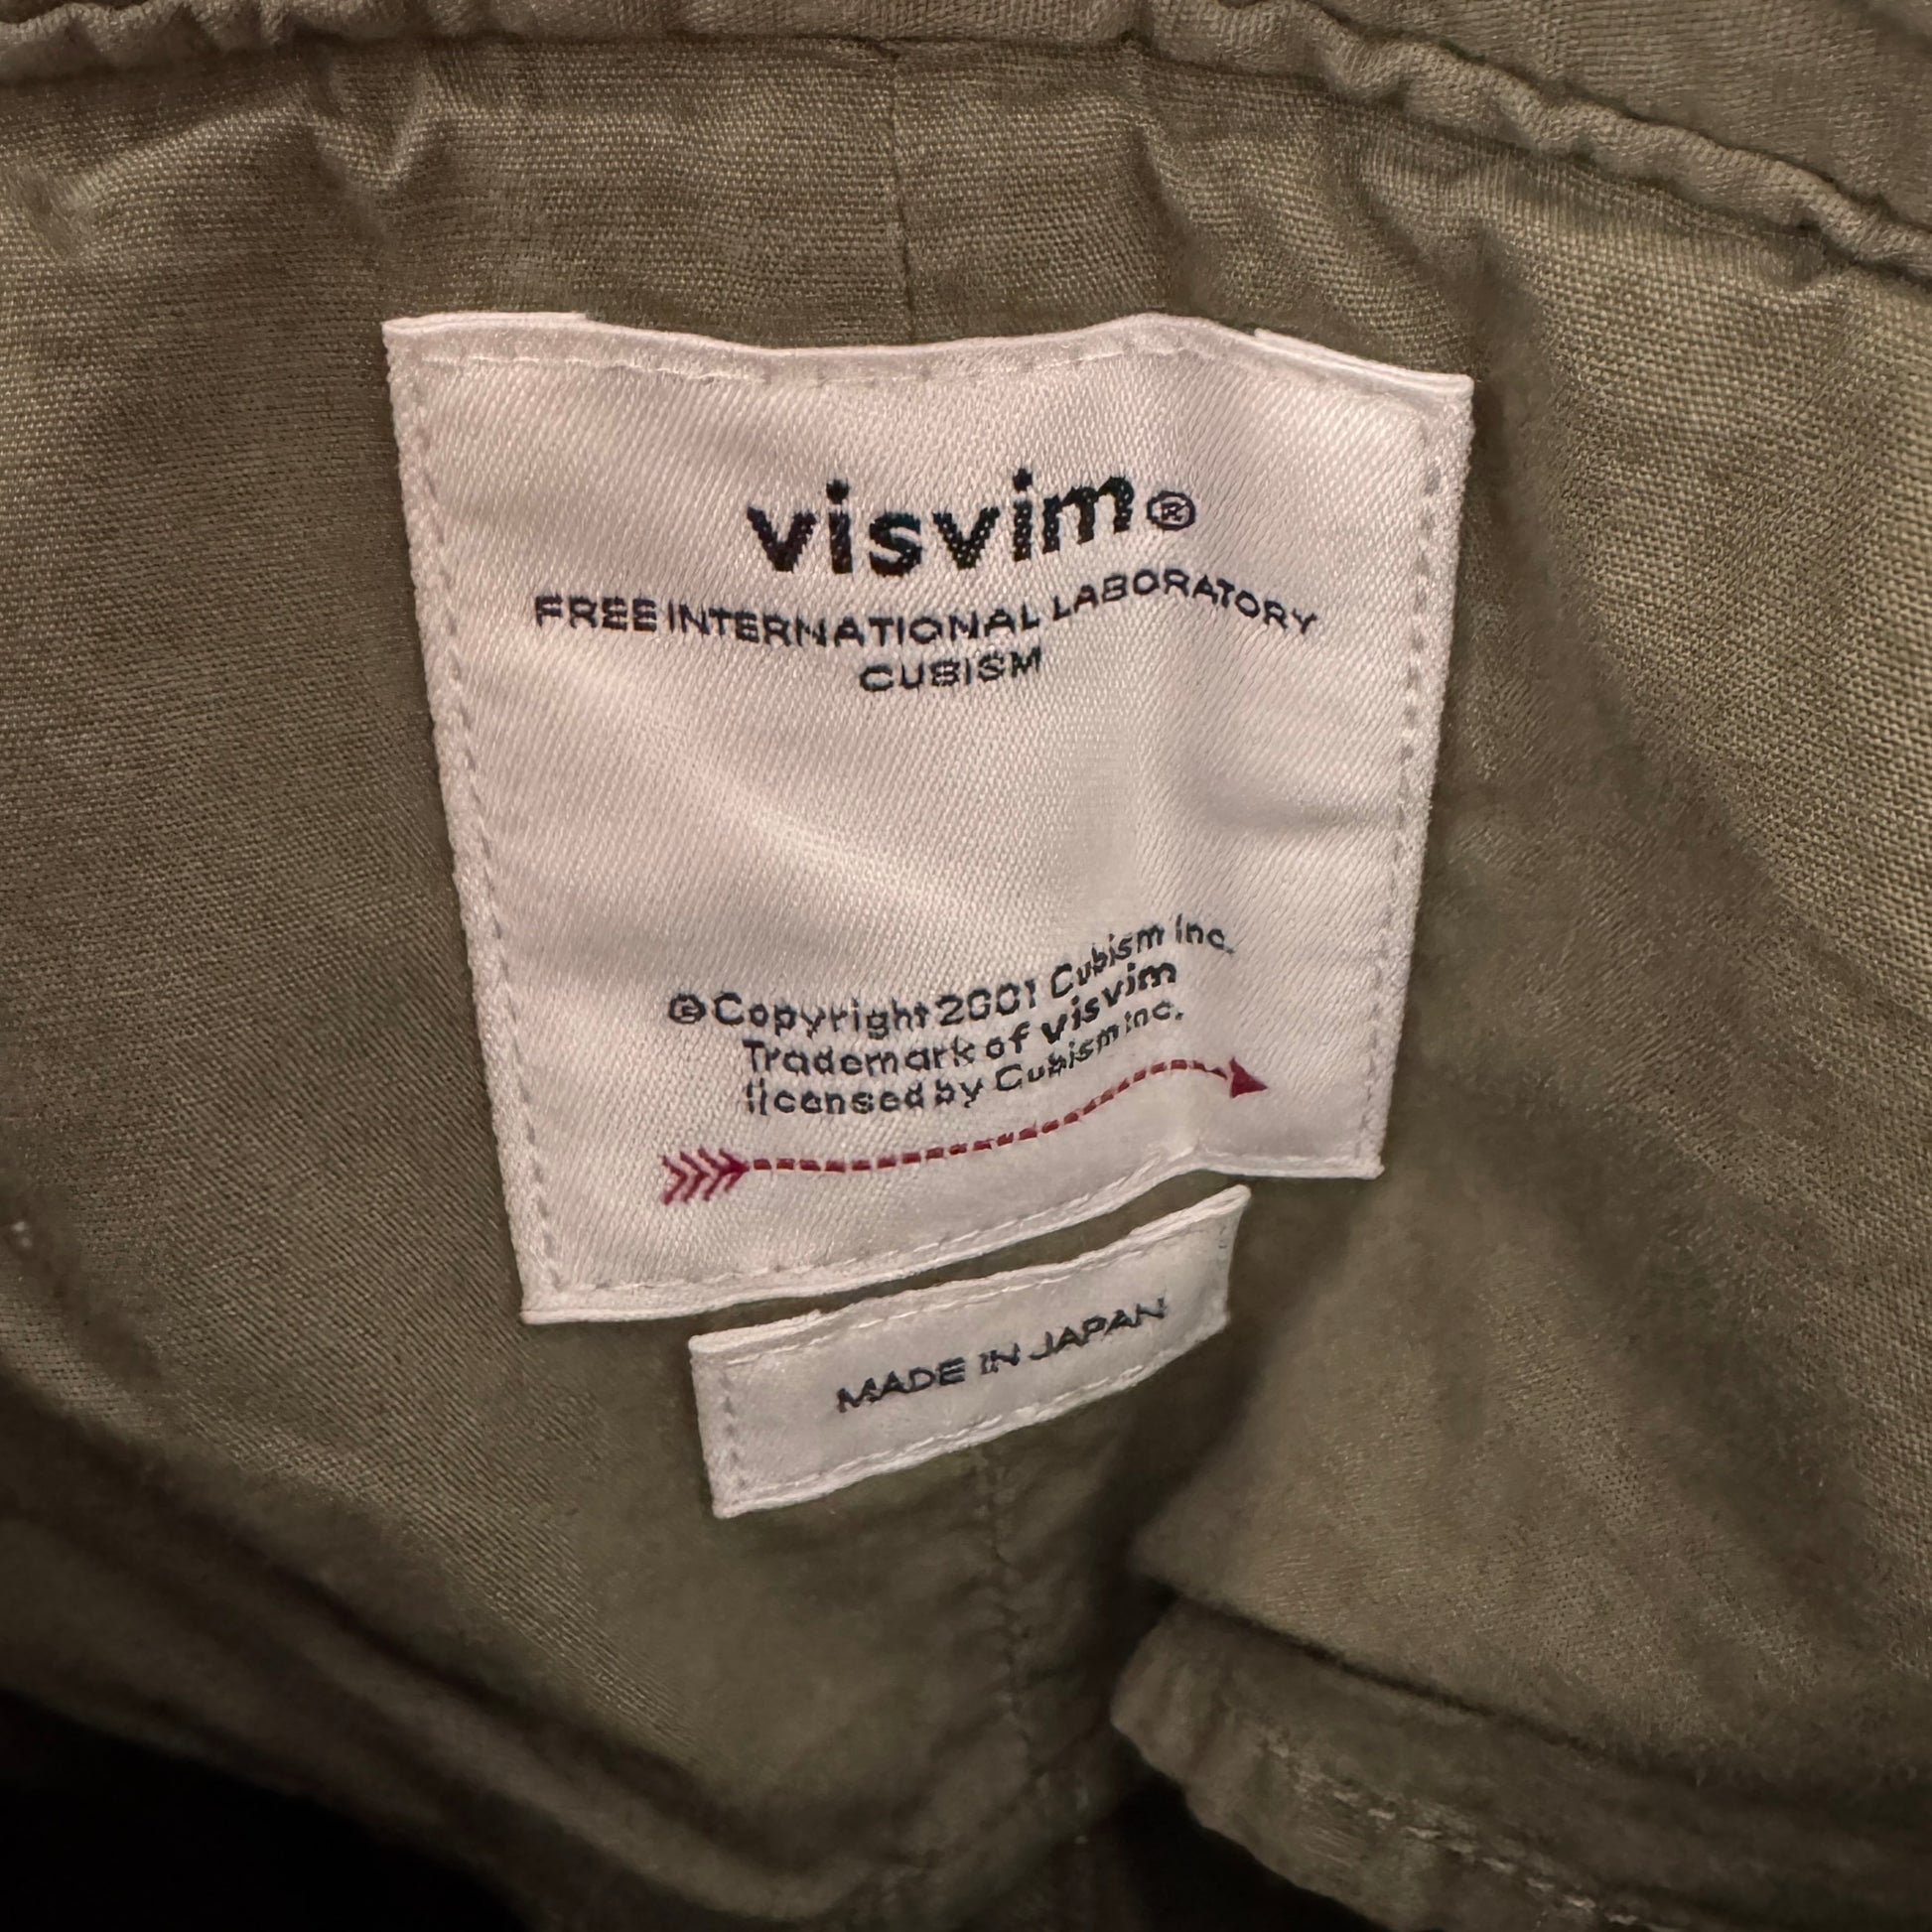 visvim®
FREE INTERNATIONAL LABORATORY
CUBISM
©Copyright 2001 Cubism Inc.
Trademark of visvim
licensed by Cubism Inc.
MADE IN JAPAN